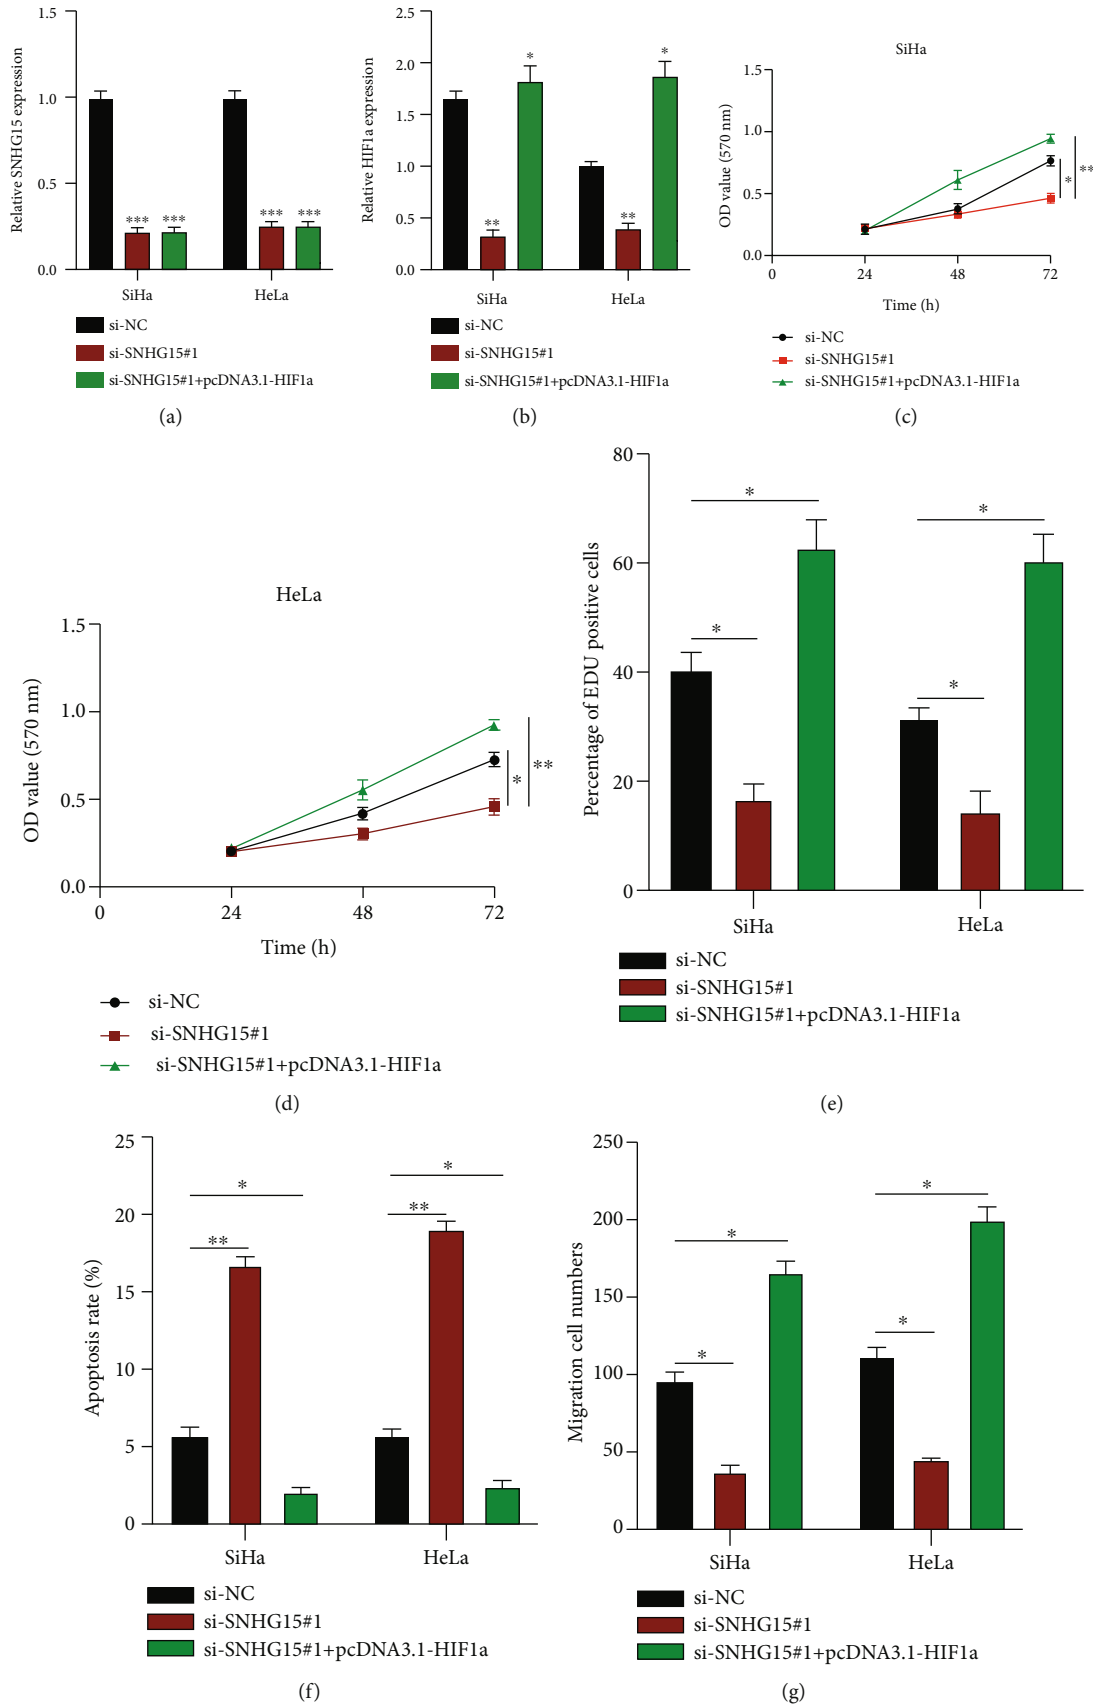 Relative SNHG15 expression
1.5
1.0
0.5
0.0
***
***
***
***
SiHa
HeLa
si-NC
si-SNHG15#1
si-SNHG15#1+pcDNA3.1-HIF1a
(a)
Relative HIF1a expression
2.5
2.0
1.5
1.0
0.5
0.0
**
*
**
*
SiHa
HeLa
si-NC
si-SNHG15#1
si-SNHG15#1+pcDNA3.1-HIF1a
(b)
SiHa
OD value (570 nm)
1.5
1.0
0.5
0.0
*
**
0
24
48
72
Time (h)
si-NC
si-SNHG15#1
si-SNHG15#1+pcDNA3.1-HIF1a
(c)
HeLa
OD value (570 nm)
1.5
1.0
0.5
0.0
*
**
0
24
48
72
Time (h)
si-NC
si-SNHG15#1
si-SNHG15#1+pcDNA3.1-HIF1a
(d)
Percentage of EDU positive cells
80
60
40
20
0
*
*
*
*
SiHa
HeLa
si-NC
si-SNHG15#1
si-SNHG15#1+pcDNA3.1-HIF1a
(e)
Apoptosis rate (%)
25
20
15
10
5
0
*
**
*
**
SiHa
HeLa
si-NC
si-SNHG15#1
si-SNHG15#1+pcDNA3.1-HIF1a
(f)
Migration cell numbers
250
200
150
100
50
0
*
*
*
*
SiHa
HeLa
si-NC
si-SNHG15#1
si-SNHG15#1+pcDNA3.1-HIF1a
(g)